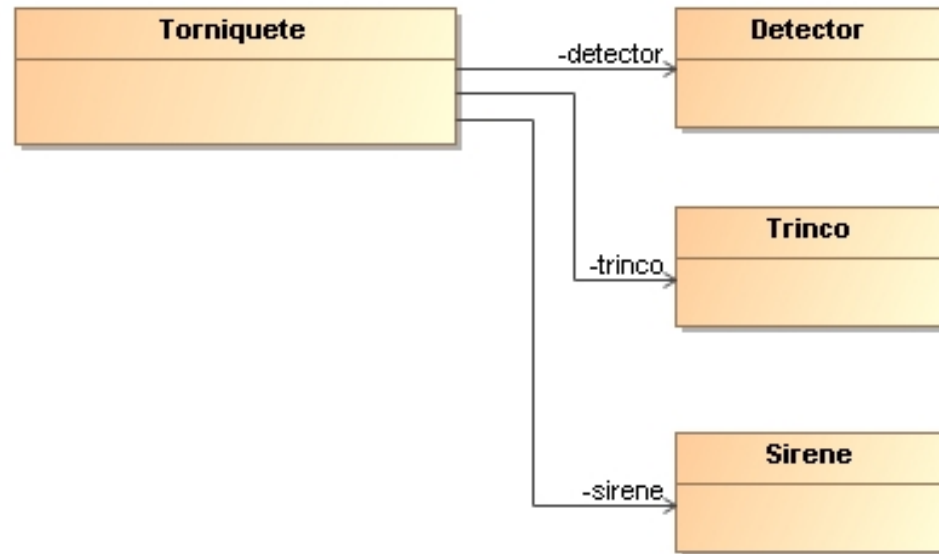 Torniquete
Detector
-detector
Trinco
-trinco
Sirene
-sirene